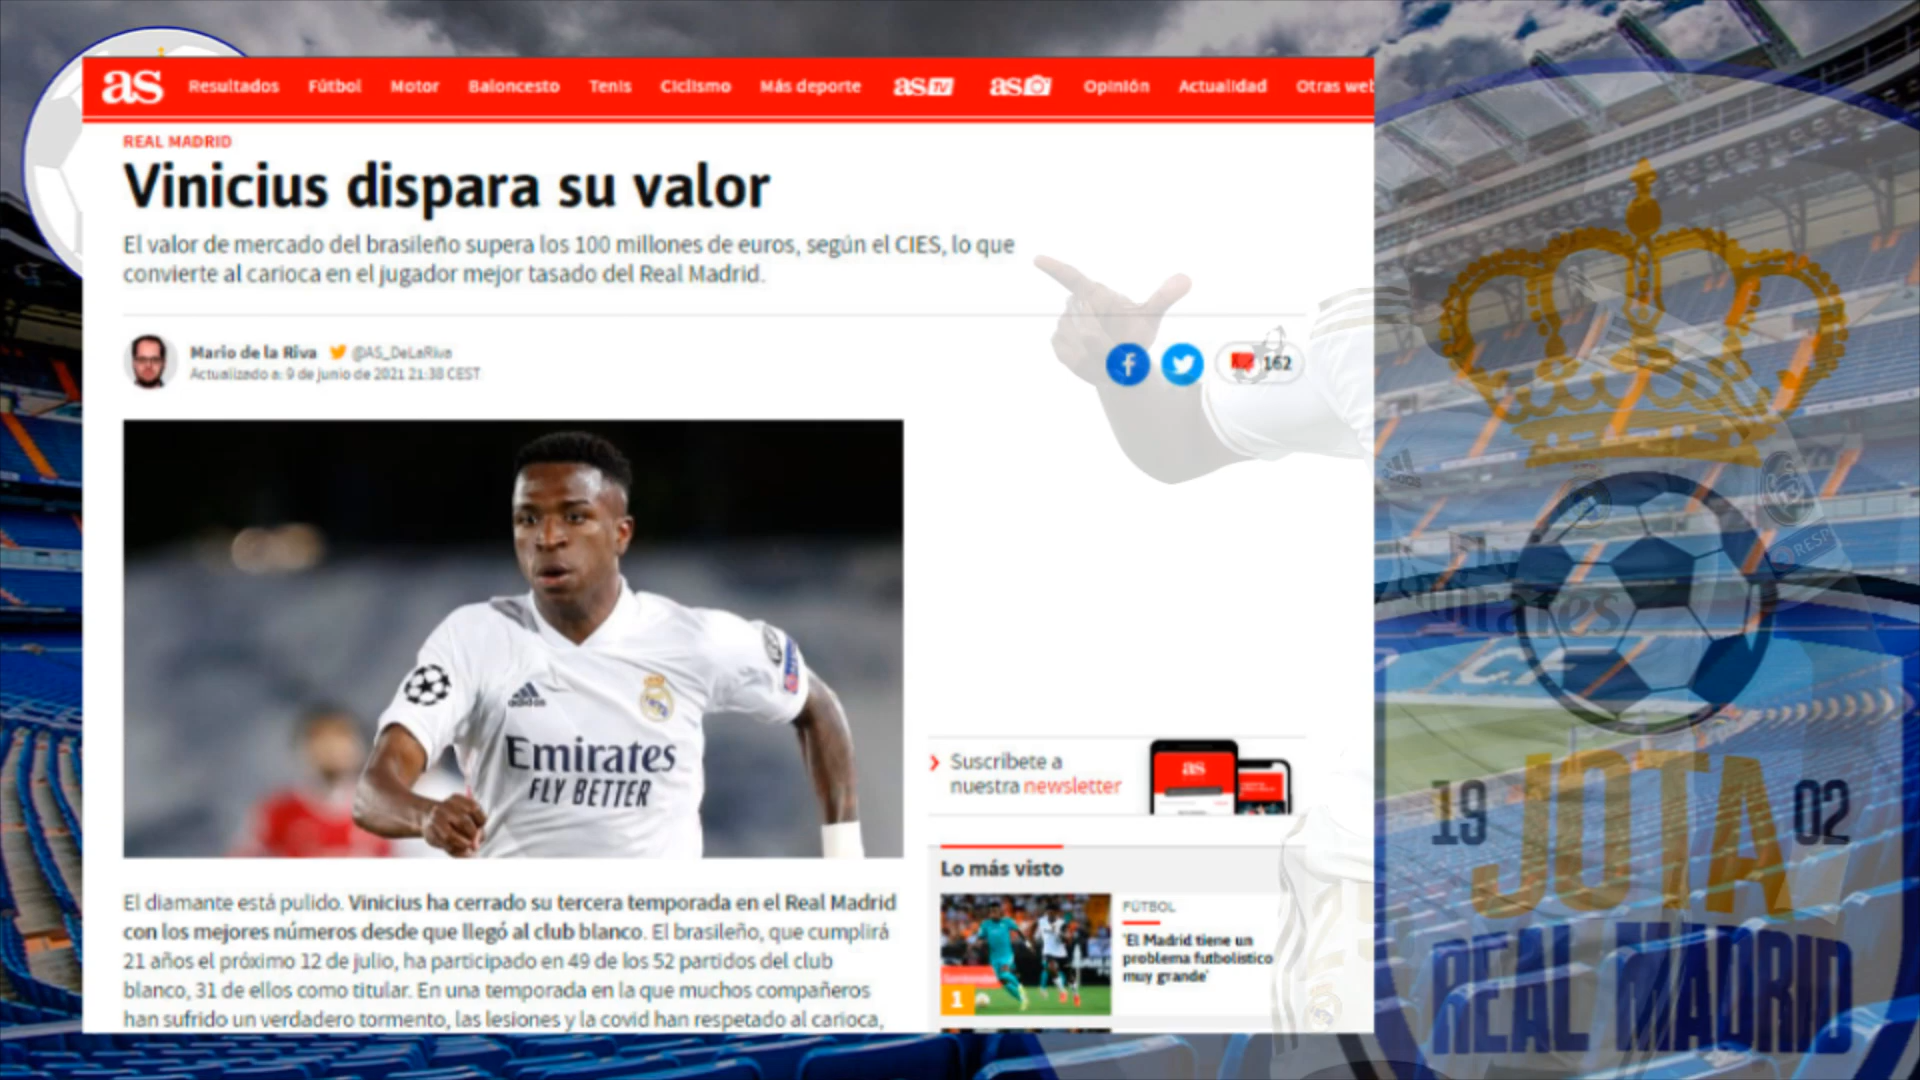 as
Resultados Fútbol Motor Baloncesto Tenis Ciclismo Más deporte as TV as Opinión Actualidad Otras web
REAL MADRID
Vinicius dispara su valor
El valor de mercado del brasileño supera los 100 millones de euros, según el CIES, lo que
convierte al carioca en el jugador mejor tasado del Real Madrid.
Mario de la Riva @AS_DeLaRiva
Actualizado a: 9 de junio de 2021 21:38 CEST
162
adidas
Emirates
FLY BETTER
El diamante está pulido. Vinicius ha cerrado su tercera temporada en el Real Madrid
con los mejores números desde que llegó al club blanco. El brasileño, que cumplirá
21 años el próximo 12 de julio, ha participado en 49 de los 52 partidos del club
blanco, 31 de ellos como titular. En una temporada en la que muchos compañeros
han sufrido un verdadero tormento, las lesiones y la covid han respetado al carioca,
Suscríbete a
nuestra newsletter
as
Lo más visto
1
FÚTBOL
'El Madrid tiene un
problema futbolístico
muy grande'
Fly
Emirates
RESP
C.F.
19 02
JOTA
REAL MADRID